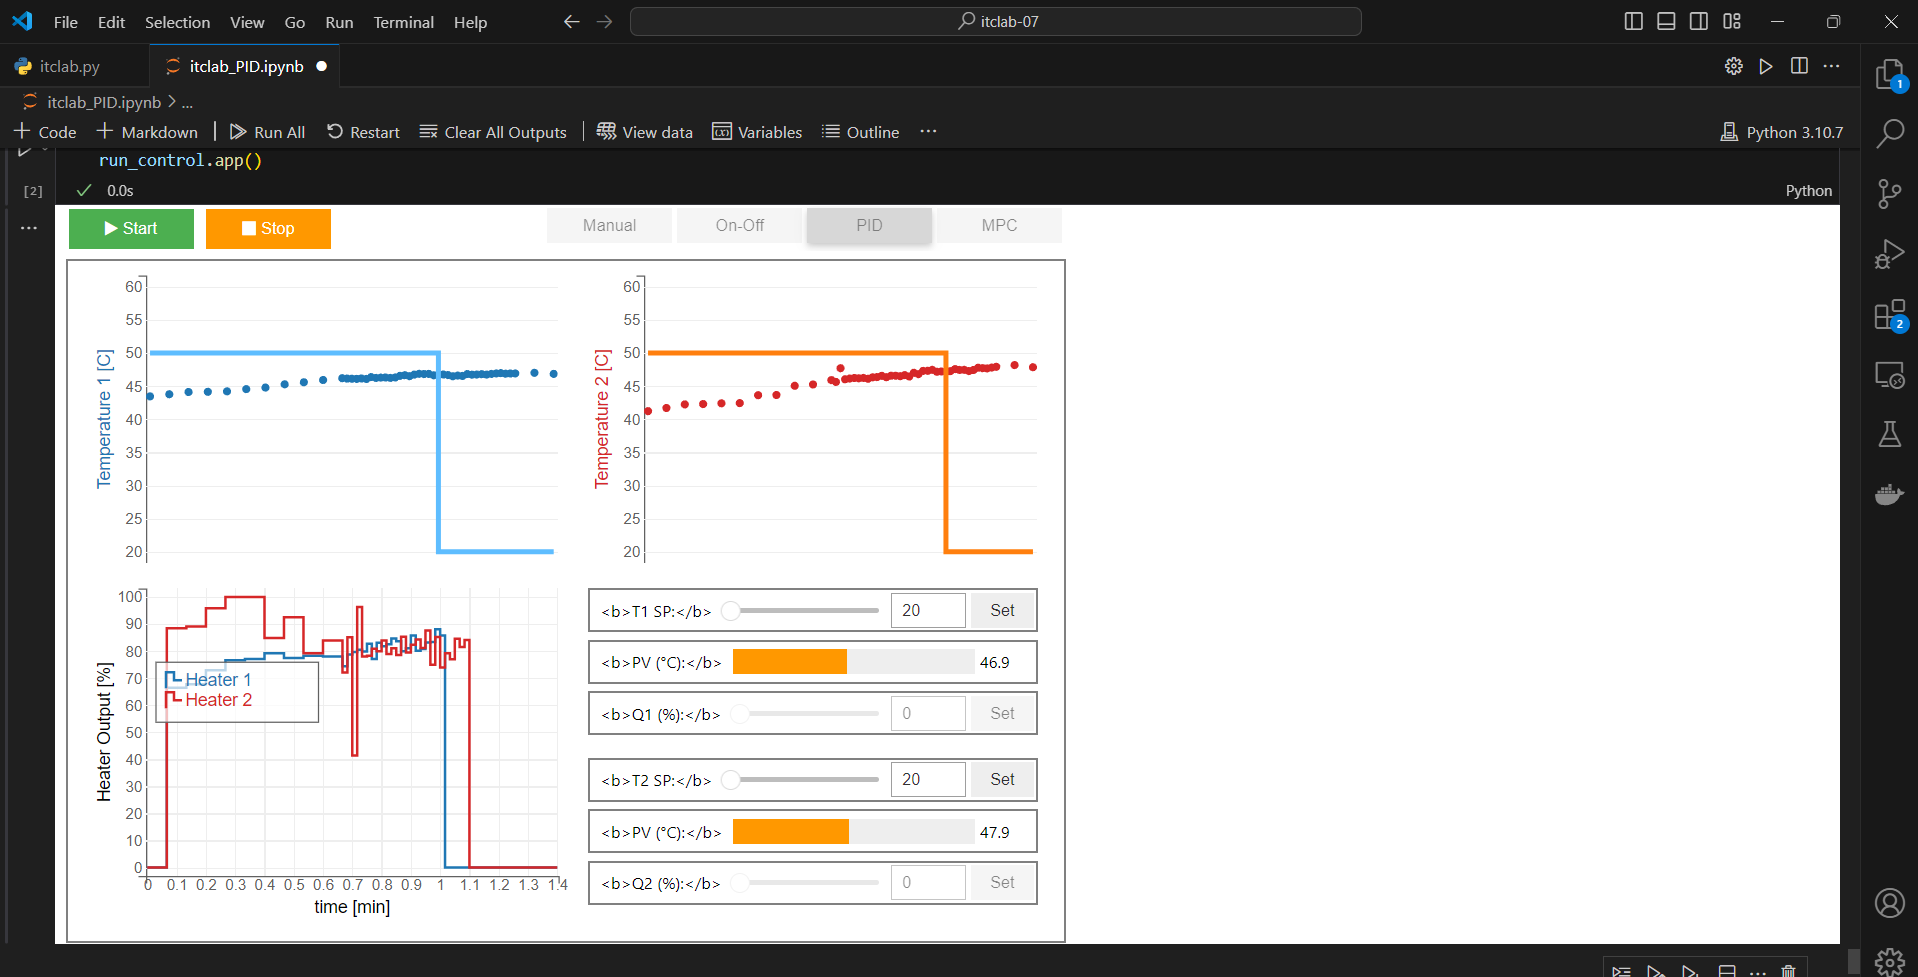 File Edit Selection View Go Run Terminal Help
itclab-07
itclab.py
itclab_PID.ipynb
itclab_PID.ipynb > ...
1
Code Markdown Run All Restart Clear All Outputs View data Variables Outline ...
Python 3.10.7
run_control.app()
[2] 0.0s Python
Start Stop Manual On-Off PID MPC
2
Temperature 1 [C]
60
55
50
45
40
35
30
25
20
Temperature 2 [C]
60
55
50
45
40
35
30
25
20
Heater Output [%]
100
90
80
70
60
50
40
30
20
10
0
Heater 1
Heater 2
0 0.1 0.2 0.3 0.4 0.5 0.6 0.7 0.8 0.9 1 1.1 1.2 1.3 1.4
time [min]
<b>T1 SP:</b> 20 Set
<b>PV (°C):</b> 46.9
<b>Q1 (%):</b> 0 Set
<b>T2 SP:</b> 20 Set
<b>PV (°C):</b> 47.9
<b>Q2 (%):</b> 0 Set